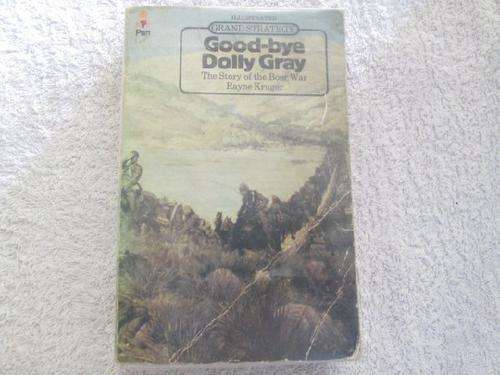 Pan
ILLUSTRATED
GRAND STRATEGY
Good-bye
Dolly Gray
The Story of the Boer War
Rayne Kruger